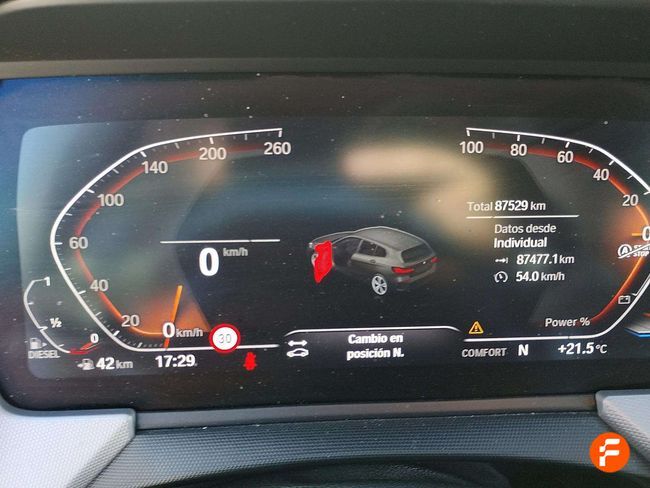 260
200
140
100
60
40
20
0 km/h
0 km/h
1
½
0
DIESEL
42 km
17:29
30
Cambio en
posición N.
COMFORT N
+21.5 °C
Total 87529 km
Datos desde
Individual
87477.1 km
54.0 km/h
100
80
60
40
20
0
Power %